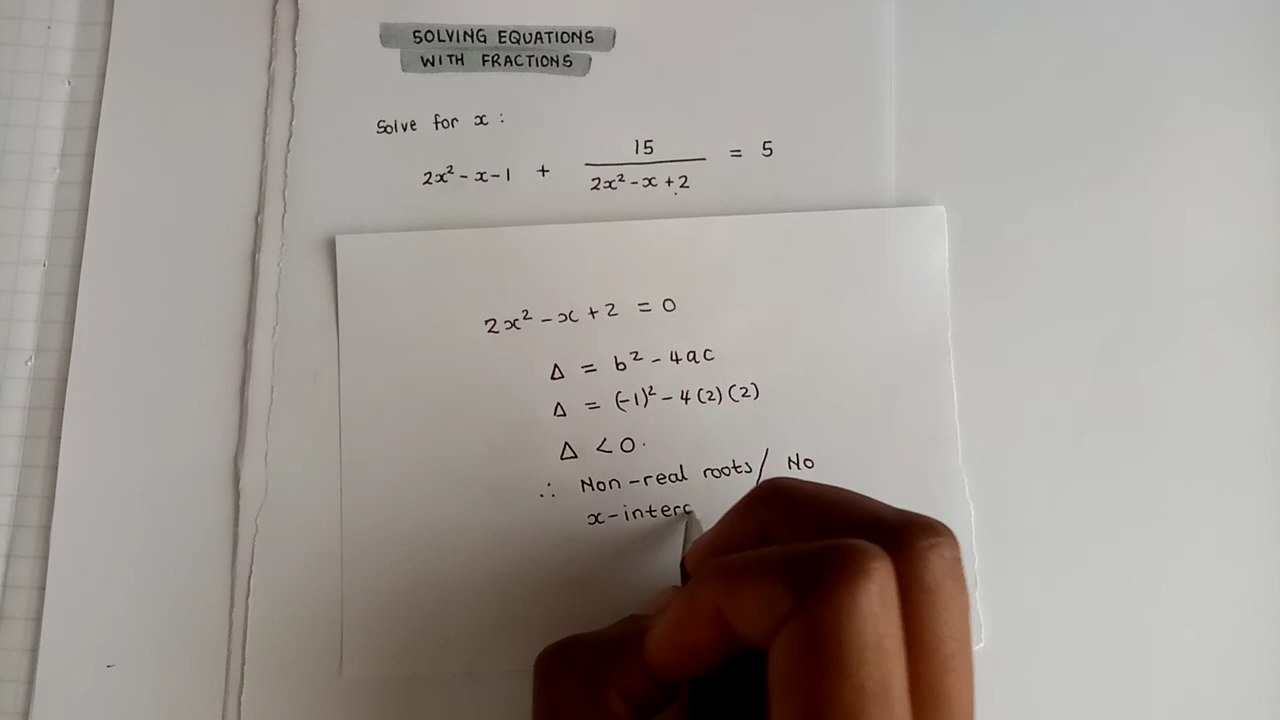 SOLVING EQUATIONS
WITH FRACTIONS
Solve for x :
2x² - x - 1 + 15/(2x² - x + 2) = 5
2x² - x + 2 = 0
Δ = b² - 4ac
Δ = (-1)² - 4(2)(2)
Δ < 0.
∴ Non-real roots / No
x-interc